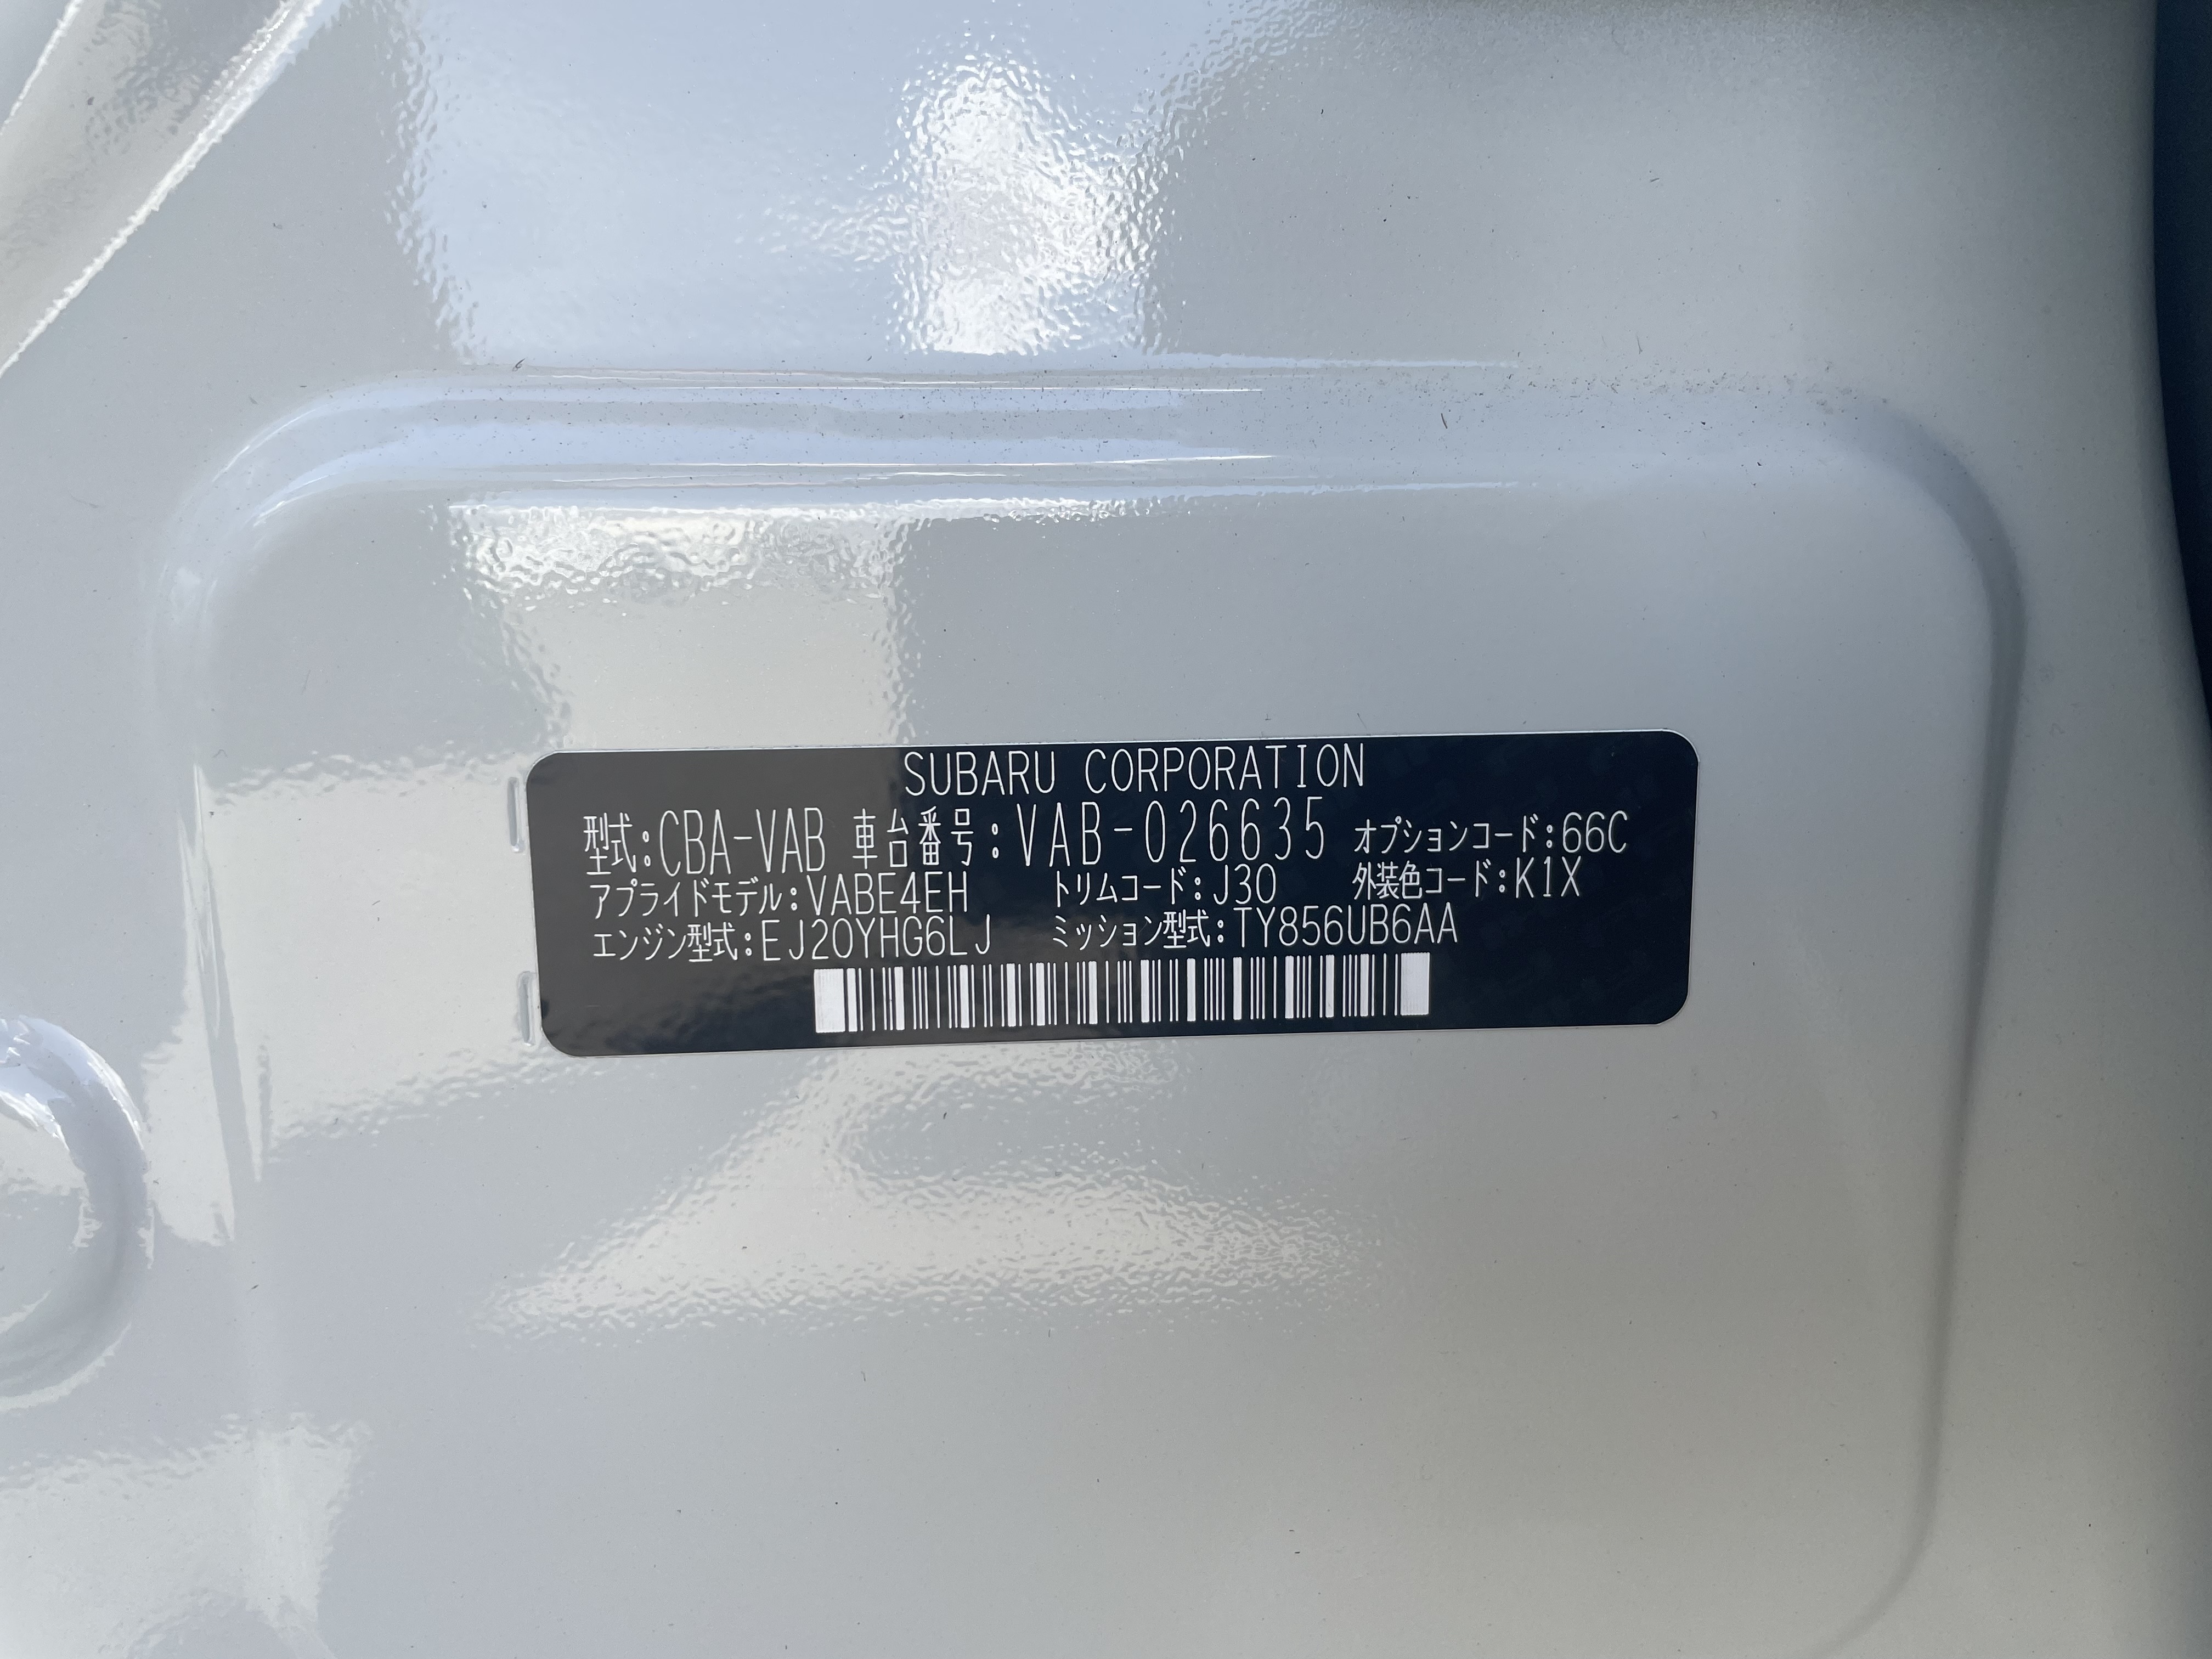 SUBARU CORPORATION
型式:CBA-VAB 車台番号:VAB-026635 オプションコード:66C
アプライドモデル:VABE4EH トリムコード:J30 外装色コード:K1X
エンジン型式:EJ20YHG6LJ ミッション型式:TY856UB6AA